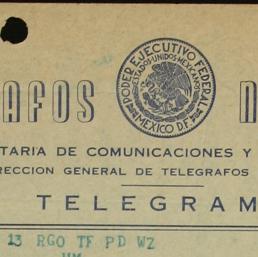 PODER EJECUTIVO FEDERAL
ESTADOS UNIDOS MEXICANOS
MEXICO D.F.
AFOS N
TARIA DE COMUNICACIONES Y
RECCION GENERAL DE TELEGRAFOS
TELEGRAM
13 RGO TF PD WZ